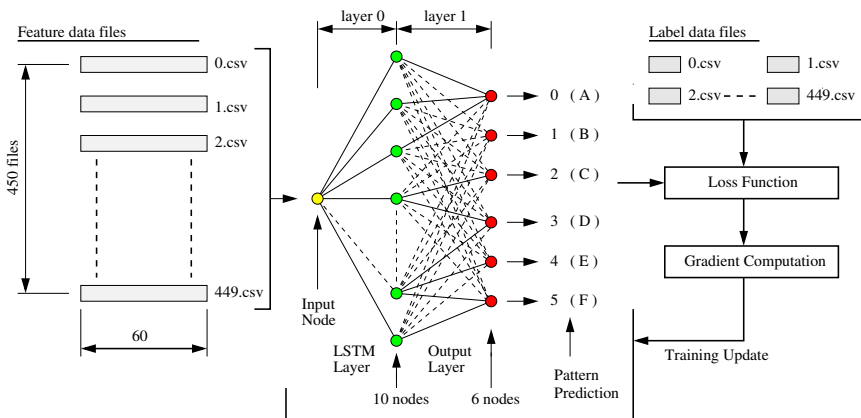 Feature data files
0.csv
1.csv
2.csv
449.csv
450 files
60
layer 0
layer 1
Input
Node
LSTM
Layer
Output
Layer
10 nodes
6 nodes
0 ( A )
1 ( B )
2 ( C )
3 ( D )
4 ( E )
5 ( F )
Pattern
Prediction
Label data files
0.csv
1.csv
2.csv
449.csv
Loss Function
Gradient Computation
Training Update